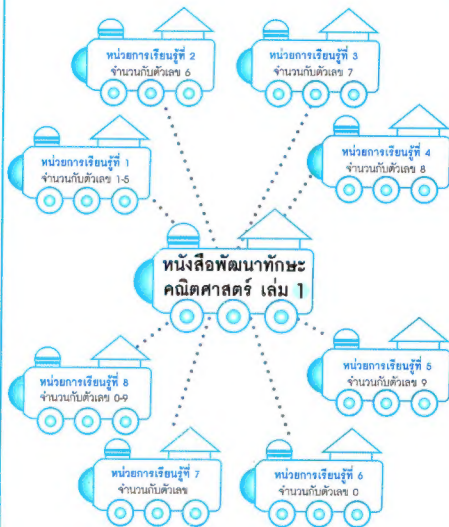 หน่วยการเรียนรู้ที่ 2
จำนวนกับตัวเลข 6
หน่วยการเรียนรู้ที่ 3
จำนวนกับตัวเลข 7
หน่วยการเรียนรู้ที่ 1
จำนวนกับตัวเลข 1-5
หน่วยการเรียนรู้ที่ 4
จำนวนกับตัวเลข 8
หนังสือพัฒนาทักษะ
คณิตศาสตร์ เล่ม 1
หน่วยการเรียนรู้ที่ 8
จำนวนกับตัวเลข 0-9
หน่วยการเรียนรู้ที่ 5
จำนวนกับตัวเลข 9
หน่วยการเรียนรู้ที่ 7
จำนวนกับตัวเลข
หน่วยการเรียนรู้ที่ 6
จำนวนกับตัวเลข 0